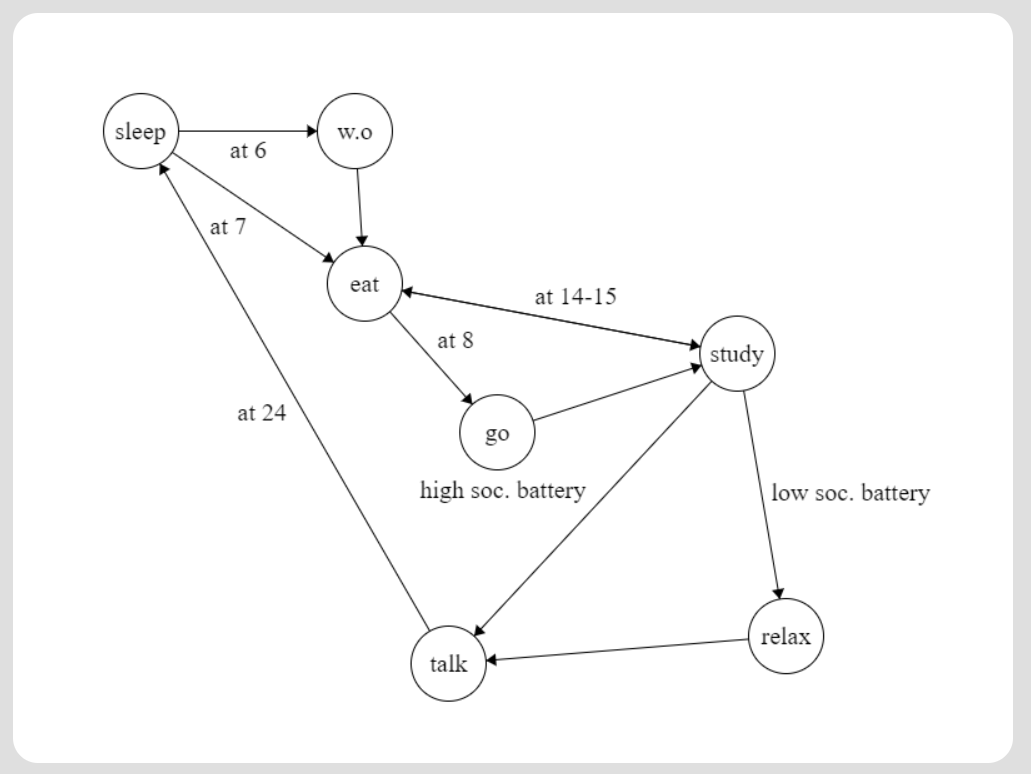 sleep
w.o
at 6
at 7
eat
at 14-15
at 8
study
at 24
go
high soc. battery
low soc. battery
relax
talk